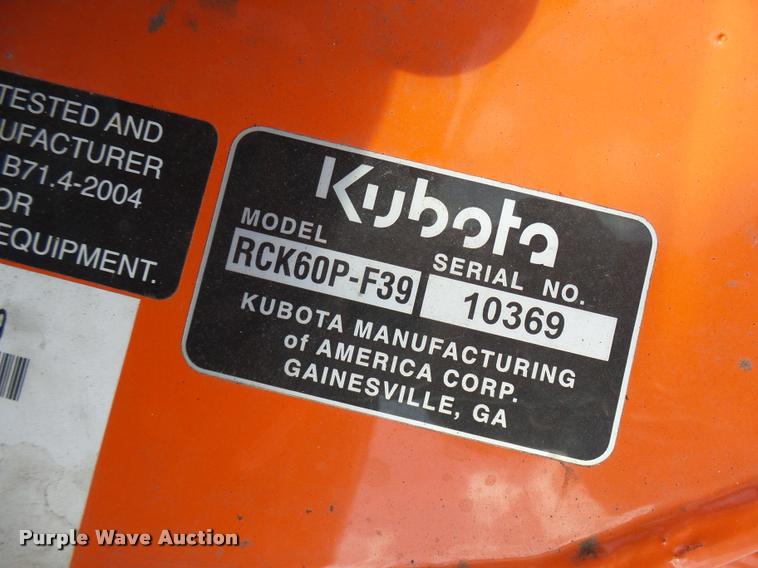 TESTED AND
UFACTURER
B71.4-2004
OR
EQUIPMENT.
Kubota
MODEL
SERIAL NO.
RCK60P-F39
10369
KUBOTA MANUFACTURING
of AMERICA CORP.
GAINESVILLE, GA
9
Purple Wave Auction